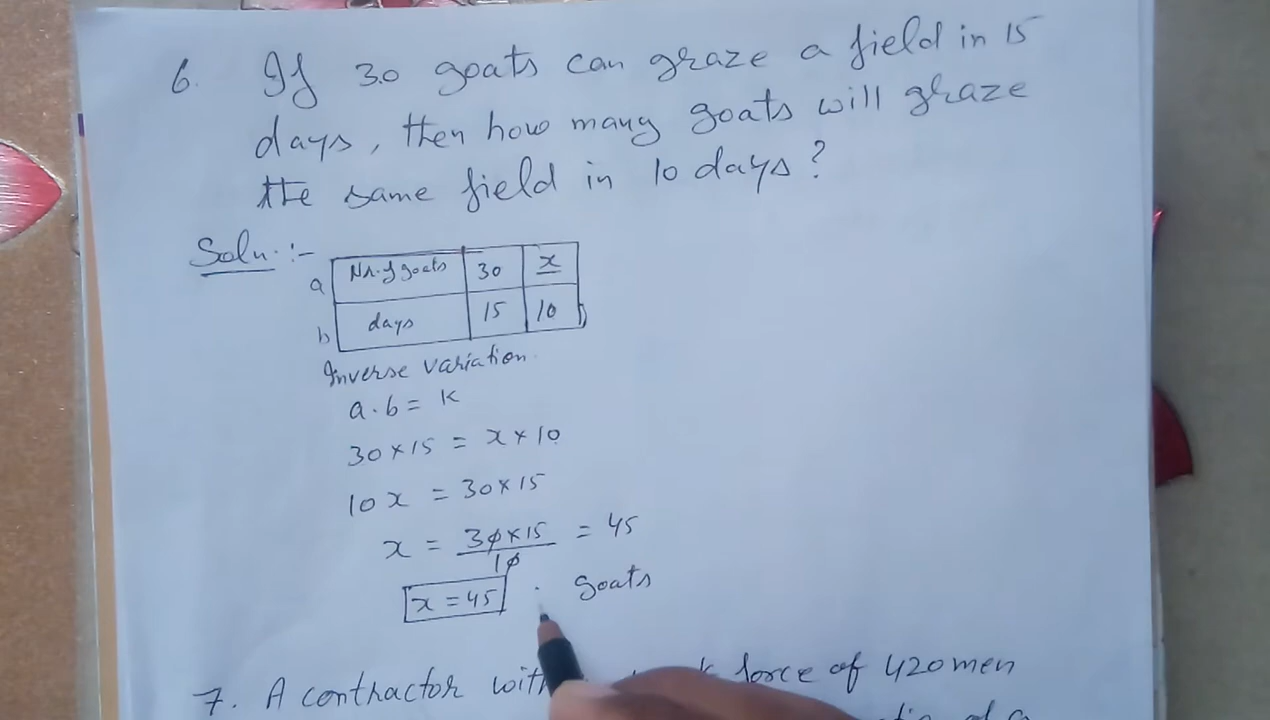 6. If 30 goats can graze a field in 15
days, then how many goats will graze
the same field in 10 days?
Soln. :-
a No. of goats 30 x
b days 15 10
Inverse variation
a.b = K
30 × 15 = x × 10
10 x = 30 × 15
x = 30 × 15 / 10 = 45
x = 45 goats
7. A contractor with force of 420 men
of a